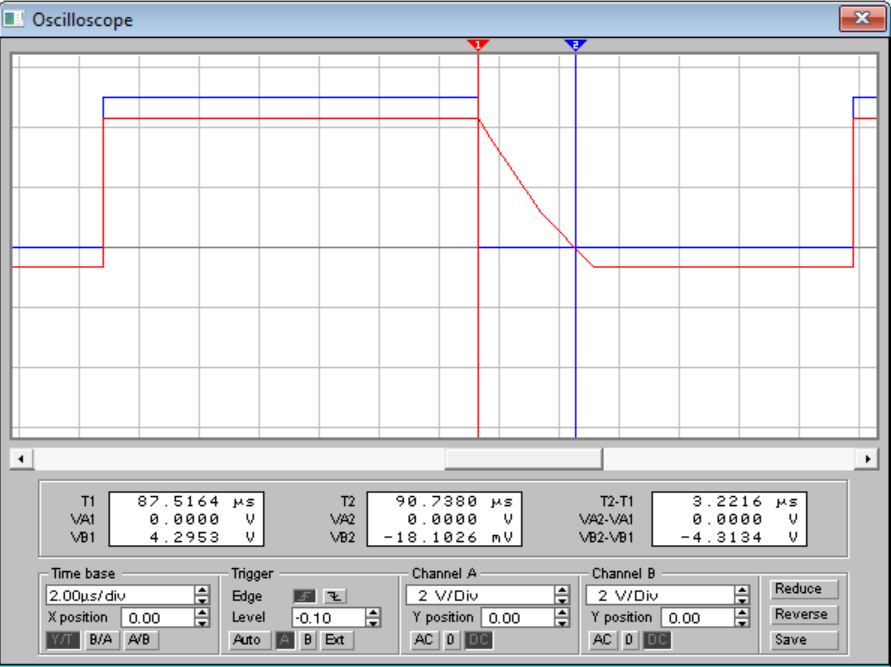 Oscilloscope
1 2
T1 87.5164 µs T2 90.7380 µs T2-T1 3.2216 µs
VA1 0.0000 V VA2 0.0000 V VA2-VA1 0.0000 V
VB1 4.2953 V VB2 -18.1026 mV VB2-VB1 -4.3134 V
Time base Trigger Channel A Channel B
2.00µs/div Edge 2 V/Div 2 V/Div Reduce
X position 0.00 Level -0.10 Y position 0.00 Y position 0.00 Reverse
Y/T B/A A/B Auto A B Ext AC 0 DC AC 0 DC Save